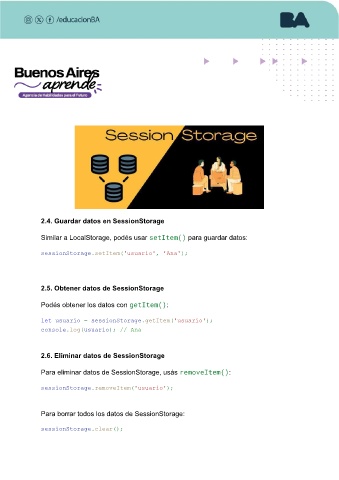 /educacionBA
BA
Buenos Aires
aprende
Agencia de Habilidades para el Futuro
Session Storage
2.4. Guardar datos en SessionStorage
Similar a LocalStorage, podés usar setItem() para guardar datos:
sessionStorage.setItem('usuario', 'Ana');
2.5. Obtener datos de SessionStorage
Podés obtener los datos con getItem():
let usuario = sessionStorage.getItem('usuario');
console.log(usuario); // Ana
2.6. Eliminar datos de SessionStorage
Para eliminar datos de SessionStorage, usás removeItem():
sessionStorage.removeItem('usuario');
Para borrar todos los datos de SessionStorage:
sessionStorage.clear();